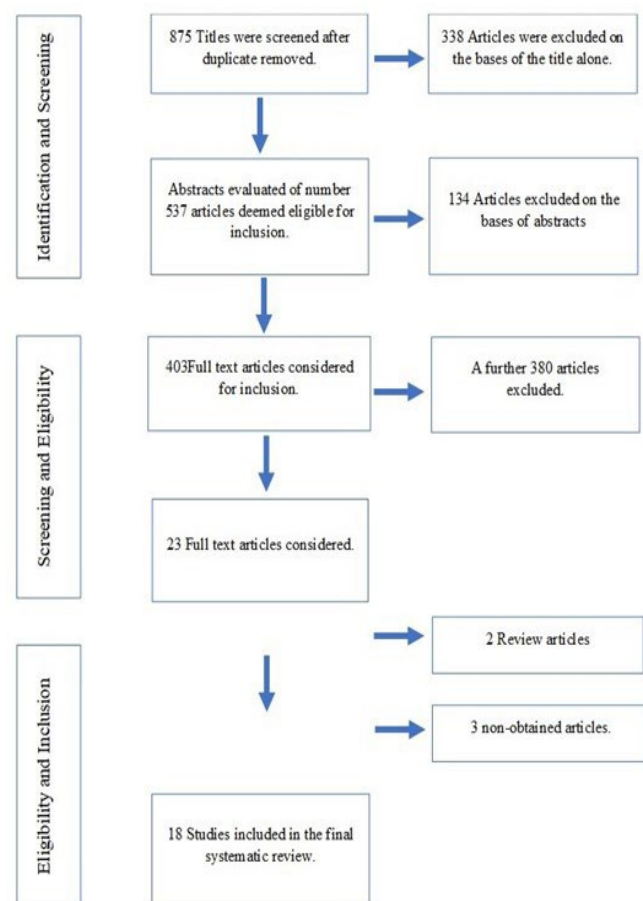 Identification and Screening
875 Titles were screened after
duplicate removed.
338 Articles were excluded on
the bases of the title alone.
Abstracts evaluated of number
537 articles deemed eligible for
inclusion.
134 Articles excluded on the
bases of abstracts
Screening and Eligibility
403Full text articles considered
for inclusion.
A further 380 articles
excluded.
23 Full text articles considered.
Eligibility and Inclusion
2 Review articles
3 non-obtained articles.
18 Studies included in the final
systematic review.